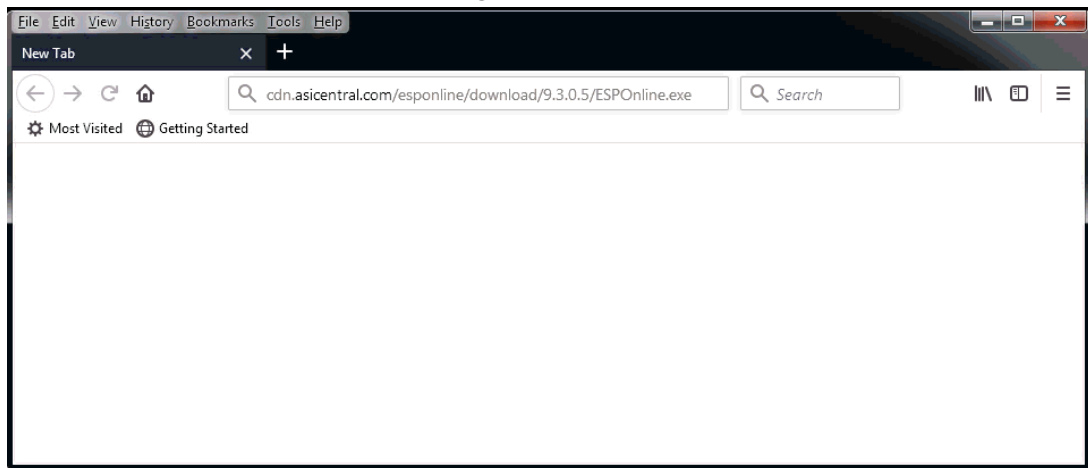 File Edit View History Bookmarks Tools Help
New Tab
cdn.asicentral.com/esponline/download/9.3.0.5/ESPOnline.exe Search
Most Visited Getting Started